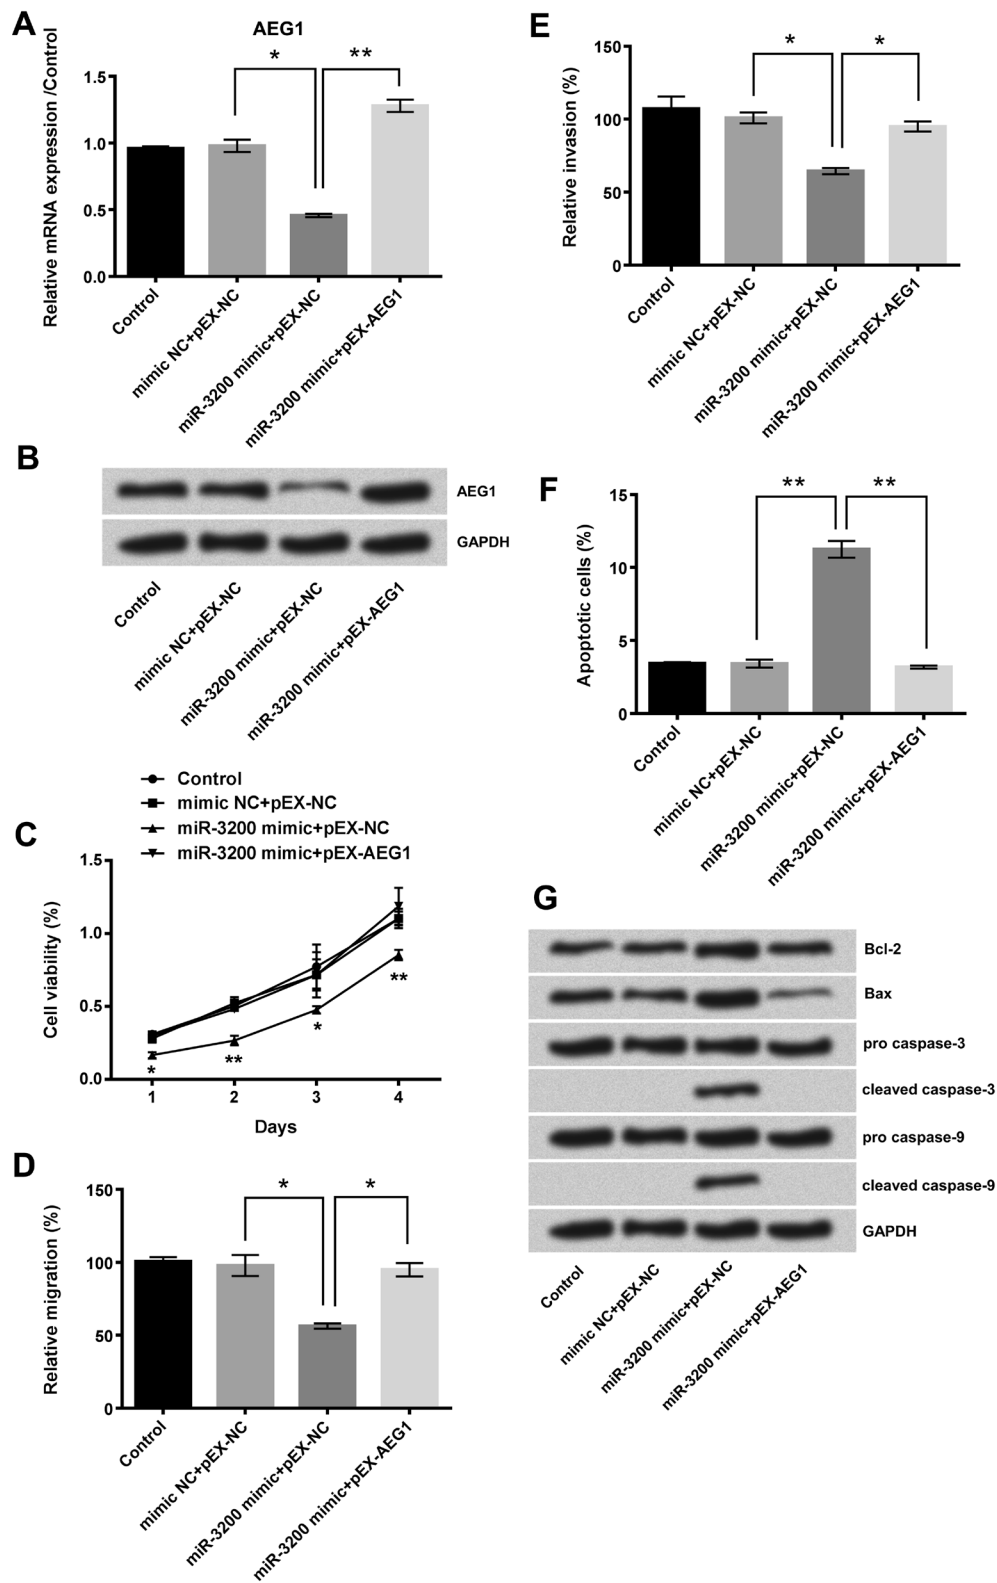 A
AEG1
Relative mRNA expression /Control
*
**
1.5
1.0
0.5
0.0
Control
mimic NC+pEX-NC
miR-3200 mimic+pEX-NC
miR-3200 mimic+pEX-AEG1
B
AEG1
GAPDH
Control
mimic NC+pEX-NC
miR-3200 mimic+pEX-NC
miR-3200 mimic+pEX-AEG1
C
Control
mimic NC+pEX-NC
miR-3200 mimic+pEX-NC
miR-3200 mimic+pEX-AEG1
Cell viability (%)
1.5
1.0
0.5
0.0
*
**
*
**
1 2 3 4
Days
D
Relative migration (%)
*
*
150
100
50
0
Control
mimic NC+pEX-NC
miR-3200 mimic+pEX-NC
miR-3200 mimic+pEX-AEG1
E
Relative invasion (%)
*
*
150
100
50
0
Control
mimic NC+pEX-NC
miR-3200 mimic+pEX-NC
miR-3200 mimic+pEX-AEG1
F
Apoptotic cells (%)
**
**
15
10
5
0
Control
mimic NC+pEX-NC
miR-3200 mimic+pEX-NC
miR-3200 mimic+pEX-AEG1
G
Bcl-2
Bax
pro caspase-3
cleaved caspase-3
pro caspase-9
cleaved caspase-9
GAPDH
Control
mimic NC+pEX-NC
miR-3200 mimic+pEX-NC
miR-3200 mimic+pEX-AEG1